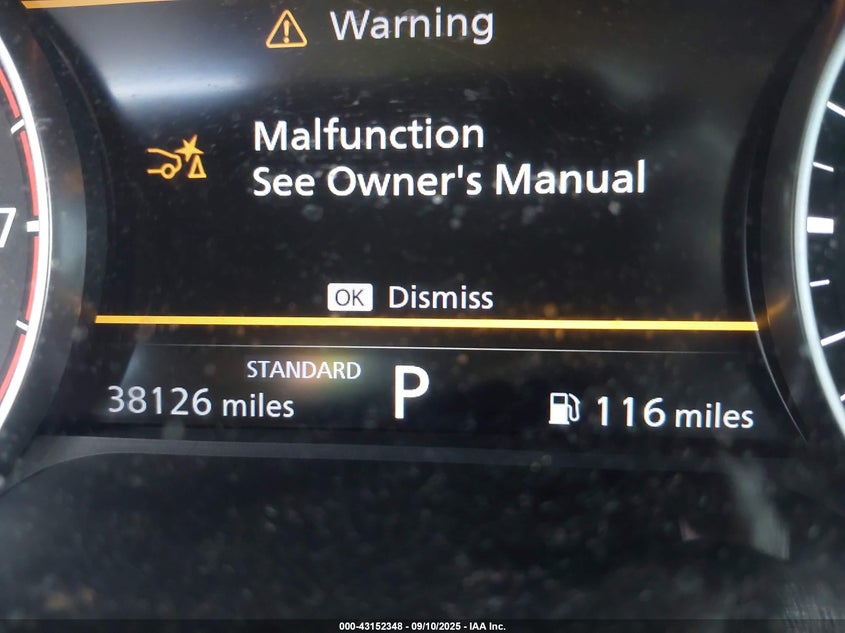 Warning
Malfunction
See Owner's Manual
OK Dismiss
7
STANDARD
38126 miles P 116 miles
000-43152348 - 09/10/2025 - IAA Inc.